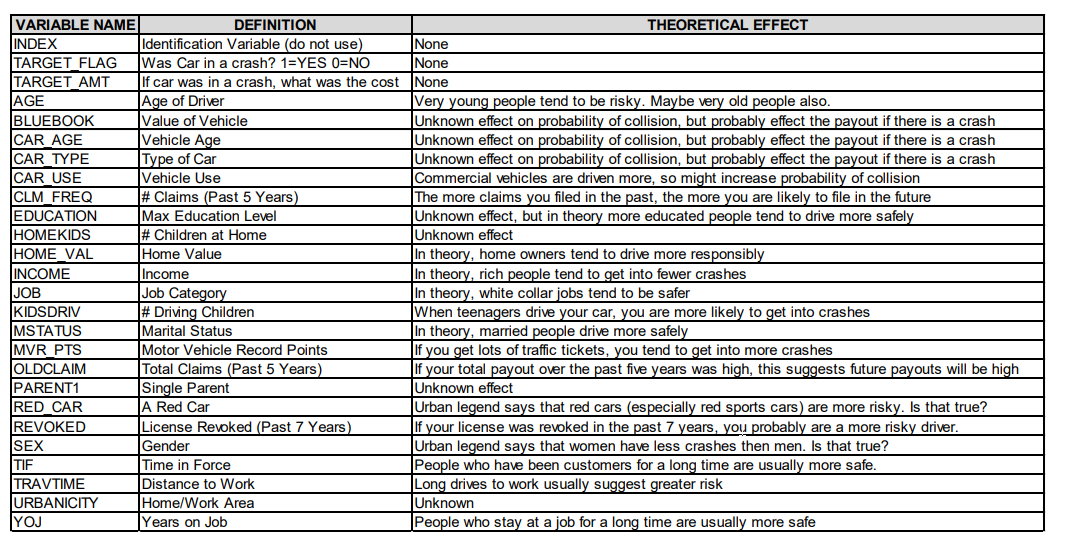 VARIABLE NAME DEFINITION THEORETICAL EFFECT
INDEX Identification Variable (do not use) None
TARGET_FLAG Was Car in a crash? 1=YES 0=NO None
TARGET_AMT If car was in a crash, what was the cost None
AGE Age of Driver Very young people tend to be risky. Maybe very old people also.
BLUEBOOK Value of Vehicle Unknown effect on probability of collision, but probably effect the payout if there is a crash
CAR_AGE Vehicle Age Unknown effect on probability of collision, but probably effect the payout if there is a crash
CAR_TYPE Type of Car Unknown effect on probability of collision, but probably effect the payout if there is a crash
CAR_USE Vehicle Use Commercial vehicles are driven more, so might increase probability of collision
CLM_FREQ # Claims (Past 5 Years) The more claims you filed in the past, the more you are likely to file in the future
EDUCATION Max Education Level Unknown effect, but in theory more educated people tend to drive more safely
HOMEKIDS # Children at Home Unknown effect
HOME_VAL Home Value In theory, home owners tend to drive more responsibly
INCOME Income In theory, rich people tend to get into fewer crashes
JOB Job Category In theory, white collar jobs tend to be safer
KIDSDRIV # Driving Children When teenagers drive your car, you are more likely to get into crashes
MSTATUS Marital Status In theory, married people drive more safely
MVR_PTS Motor Vehicle Record Points If you get lots of traffic tickets, you tend to get into more crashes
OLDCLAIM Total Claims (Past 5 Years) If your total payout over the past five years was high, this suggests future payouts will be high
PARENT1 Single Parent Unknown effect
RED_CAR A Red Car Urban legend says that red cars (especially red sports cars) are more risky. Is that true?
REVOKED License Revoked (Past 7 Years) If your license was revoked in the past 7 years, you probably are a more risky driver.
SEX Gender Urban legend says that women have less crashes then men. Is that true?
TIF Time in Force People who have been customers for a long time are usually more safe.
TRAVTIME Distance to Work Long drives to work usually suggest greater risk
URBANICITY Home/Work Area Unknown
YOJ Years on Job People who stay at a job for a long time are usually more safe